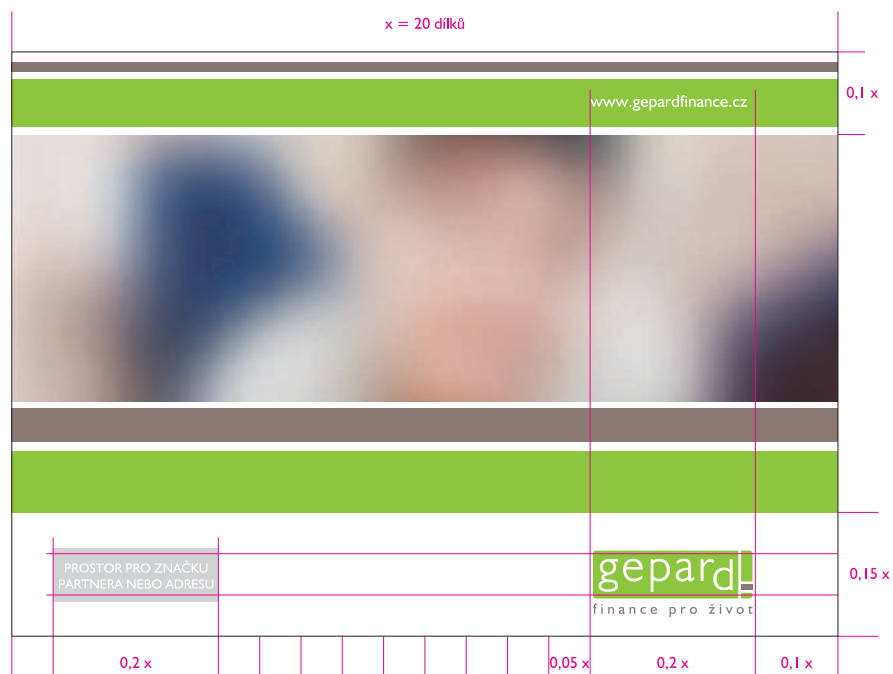 x = 20 dílků
www.gepardfinance.cz
0,1 x
PROSTOR PRO ZNAČKU
PARTNERA NEBO ADRESU
gepard!
finance pro život
0,15 x
0,2 x
0,05 x
0,2 x
0,1 x